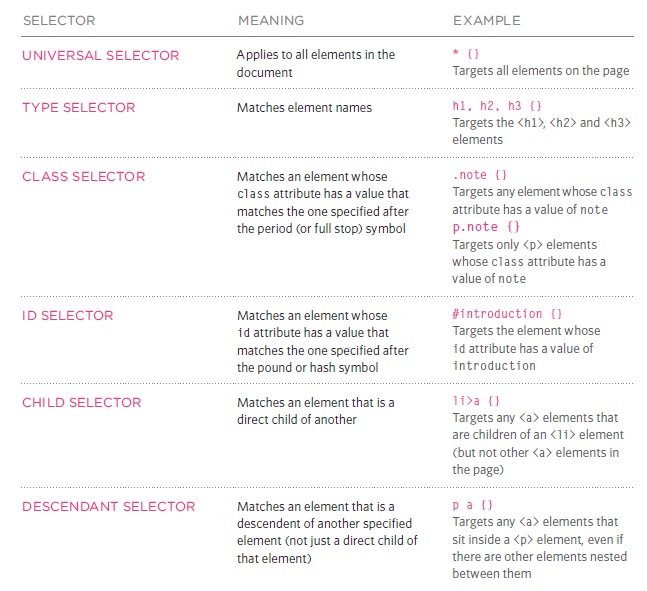 SELECTOR MEANING EXAMPLE
UNIVERSAL SELECTOR
Applies to all elements in the
document
* {}
Targets all elements on the page
TYPE SELECTOR
Matches element names
h1, h2, h3 {}
Targets the <h1>, <h2> and <h3>
elements
CLASS SELECTOR
Matches an element whose
class attribute has a value that
matches the one specified after
the period (or full stop) symbol
.note {}
Targets any element whose class
attribute has a value of note
p.note {}
Targets only <p> elements
whose class attribute has a
value of note
ID SELECTOR
Matches an element whose
id attribute has a value that
matches the one specified after
the pound or hash symbol
#introduction {}
Targets the element whose
id attribute has a value of
introduction
CHILD SELECTOR
Matches an element that is a
direct child of another
li>a {}
Targets any <a> elements that
are children of an <li> element
(but not other <a> elements in
the page)
DESCENDANT SELECTOR
Matches an element that is a
descendent of another specified
element (not just a direct child of
that element)
p a {}
Targets any <a> elements that
sit inside a <p> element, even if
there are other elements nested
between them